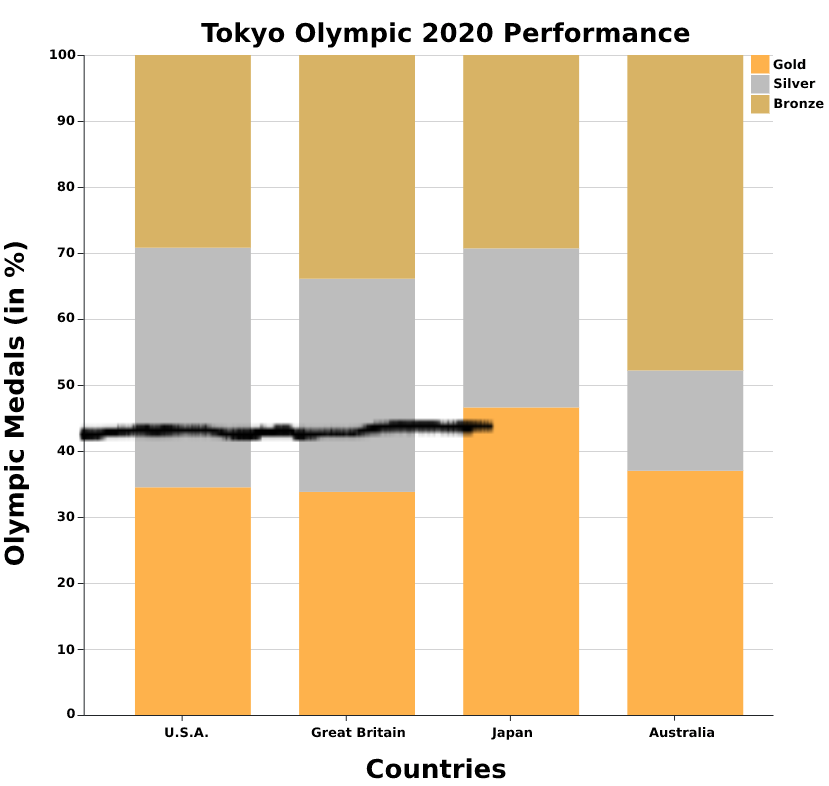 Tokyo Olympic 2020 Performance
Gold
Silver
Bronze
Olympic Medals (in %)
100
90
80
70
60
50
40
30
20
10
0
U.S.A. Great Britain Japan Australia
Countries